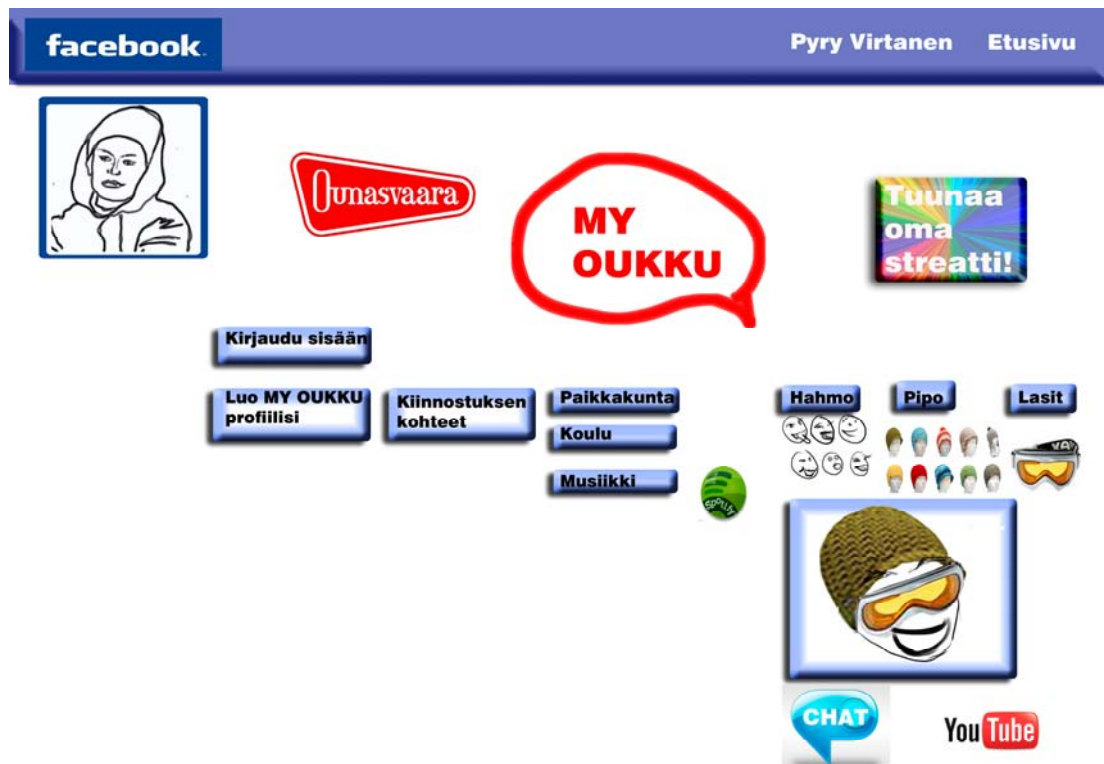 facebook
Pyry Virtanen Etusivu
Ounasvaara
MY
OUKKU
Tuunaa
oma
streatti!
Kirjaudu sisään
Luo MY OUKKU
profiilisi
Kiinnostuksen
kohteet
Paikkakunta
Koulu
Musiikki
Spotify
Hahmo Pipo Lasit
CHAT
YouTube